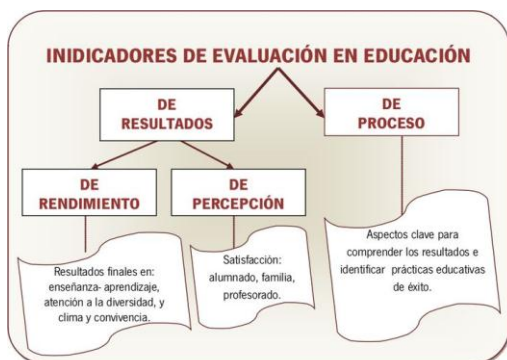 INIDICADORES DE EVALUACIÓN EN EDUCACIÓN
DE
RESULTADOS
DE
PROCESO
DE
RENDIMIENTO
DE
PERCEPCIÓN
Resultados finales en:
enseñanza- aprendizaje,
atención a la diversidad, y
clima y convivencia.
Satisfacción:
alumnado, familia,
profesorado.
Aspectos clave para
comprender los resultados e
identificar prácticas educativas
de éxito.